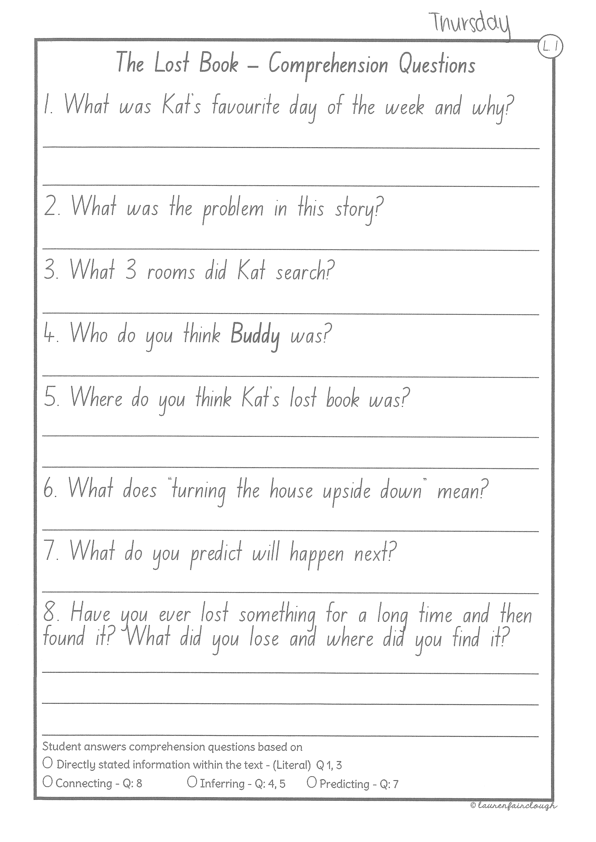 Thursday
L 1
The Lost Book – Comprehension Questions
1. What was Kat's favourite day of the week and why?
2. What was the problem in this story?
3. What 3 rooms did Kat search?
4. Who do you think Buddy was?
5. Where do you think Kat's lost book was?
6. What does "turning the house upside down" mean?
7. What do you predict will happen next?
8. Have you ever lost something for a long time and then
found it? What did you lose and where did you find it?
Student answers comprehension questions based on
Directly stated information within the text - (Literal) Q 1, 3
Connecting - Q: 8 Inferring - Q: 4, 5 Predicting - Q: 7
© laurenfairclough